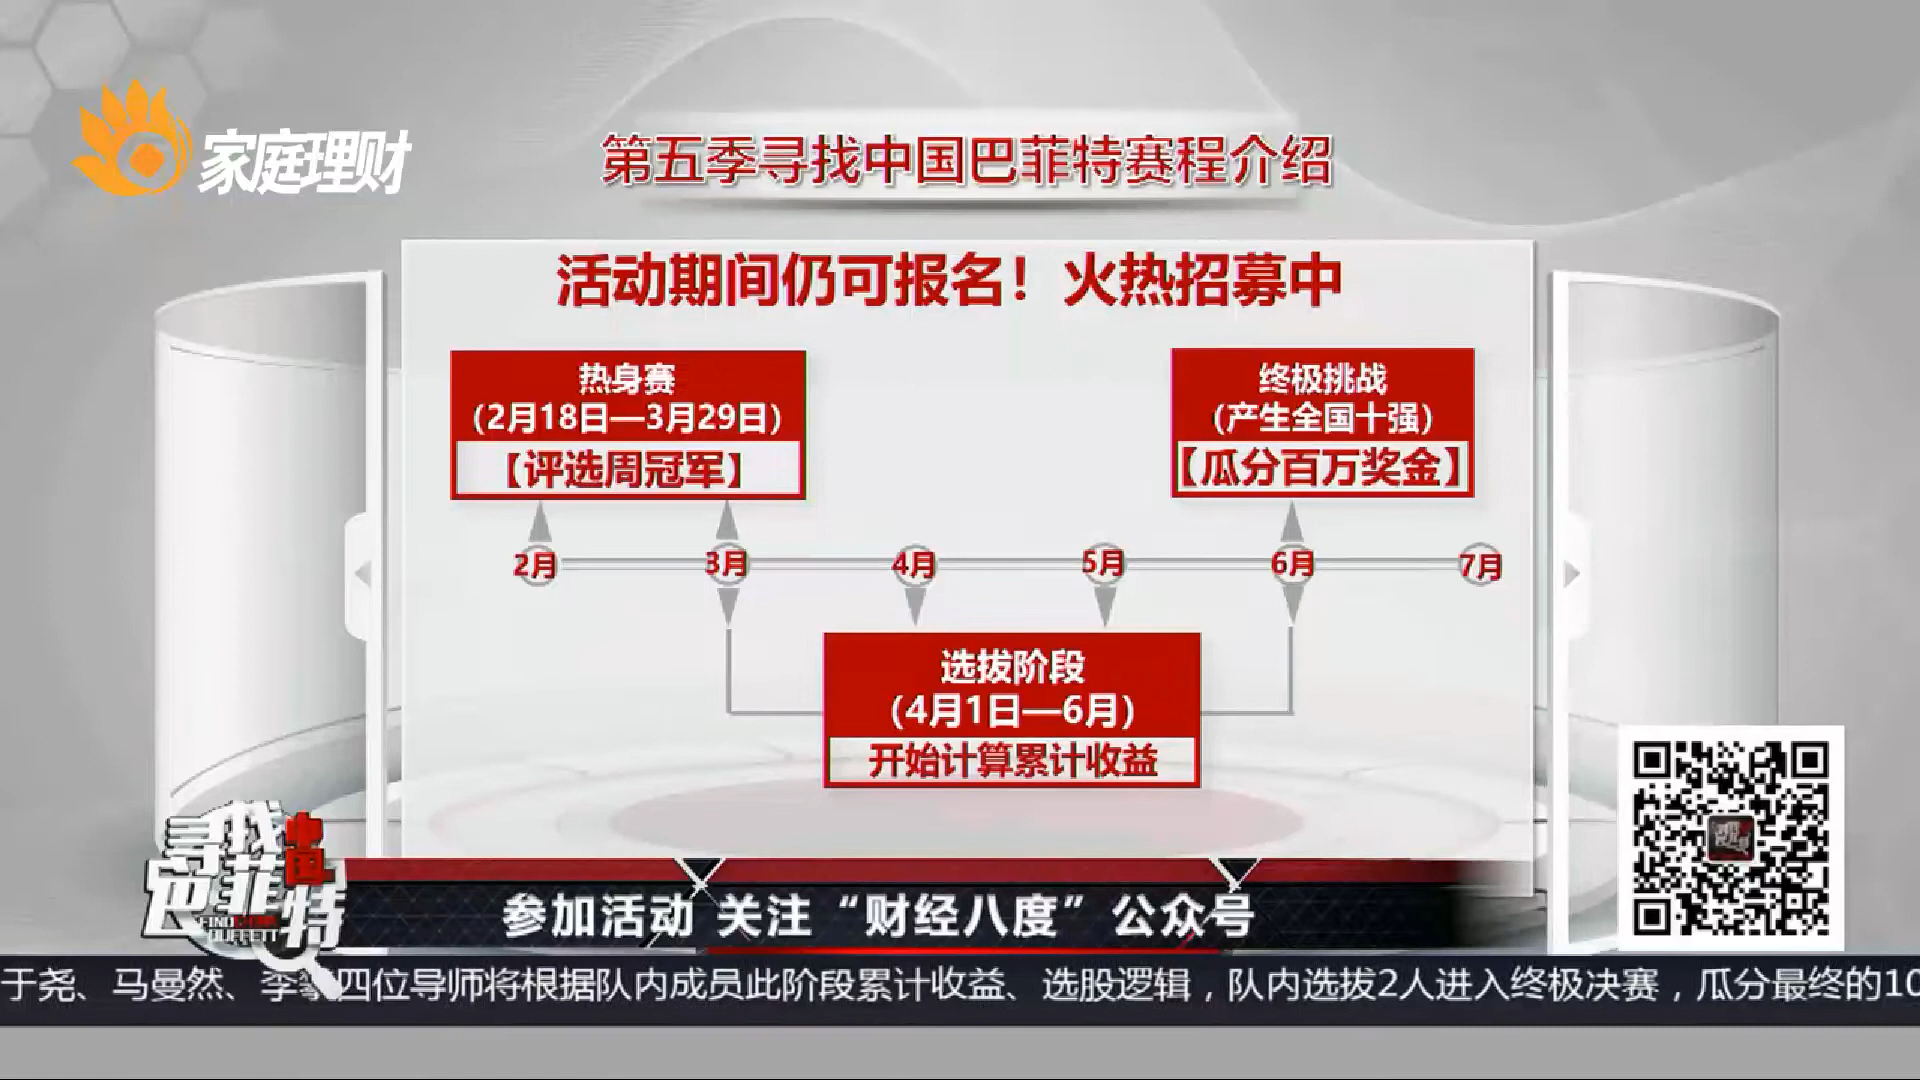 家庭理财
第五季寻找中国巴菲特赛程介绍
活动期间仍可报名！火热招募中
热身赛
（2月18日—3月29日）
【评选周冠军】
终极挑战
（产生全国十强）
【瓜分百万奖金】
2月
3月
4月
5月
6月
7月
选拔阶段
（4月1日—6月）
开始计算累计收益
寻找中国
巴菲特
参加活动 关注“财经八度”公众号
于尧、马曼然、李 四位导师将根据队内成员此阶段累计收益、选股逻辑，队内选拔2人进入终极决赛，瓜分最终的10